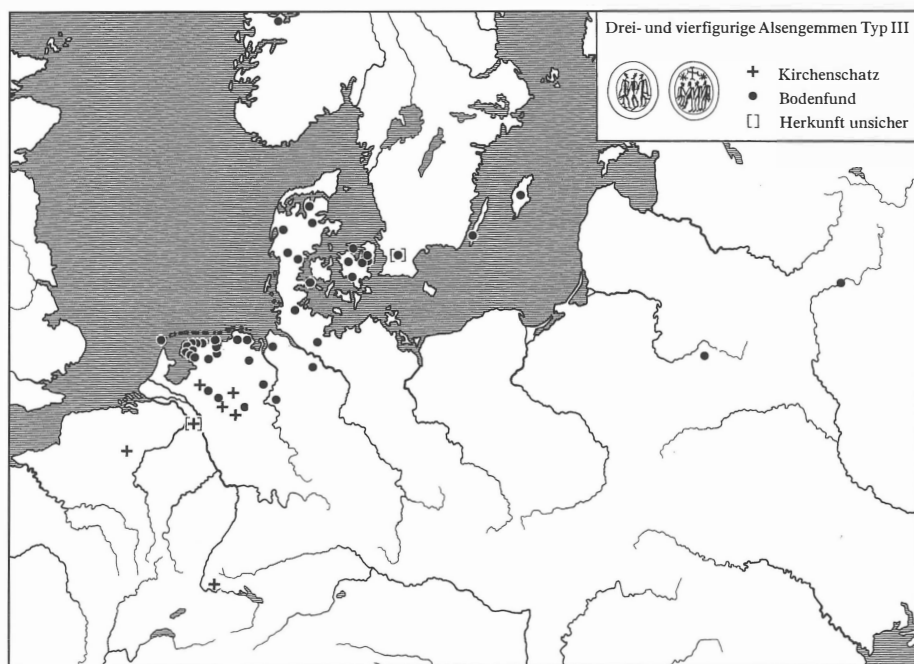 Drei- und vierfigurige Alsengemmen Typ III
+ Kirchenschatz
● Bodenfund
[ ] Herkunft unsicher